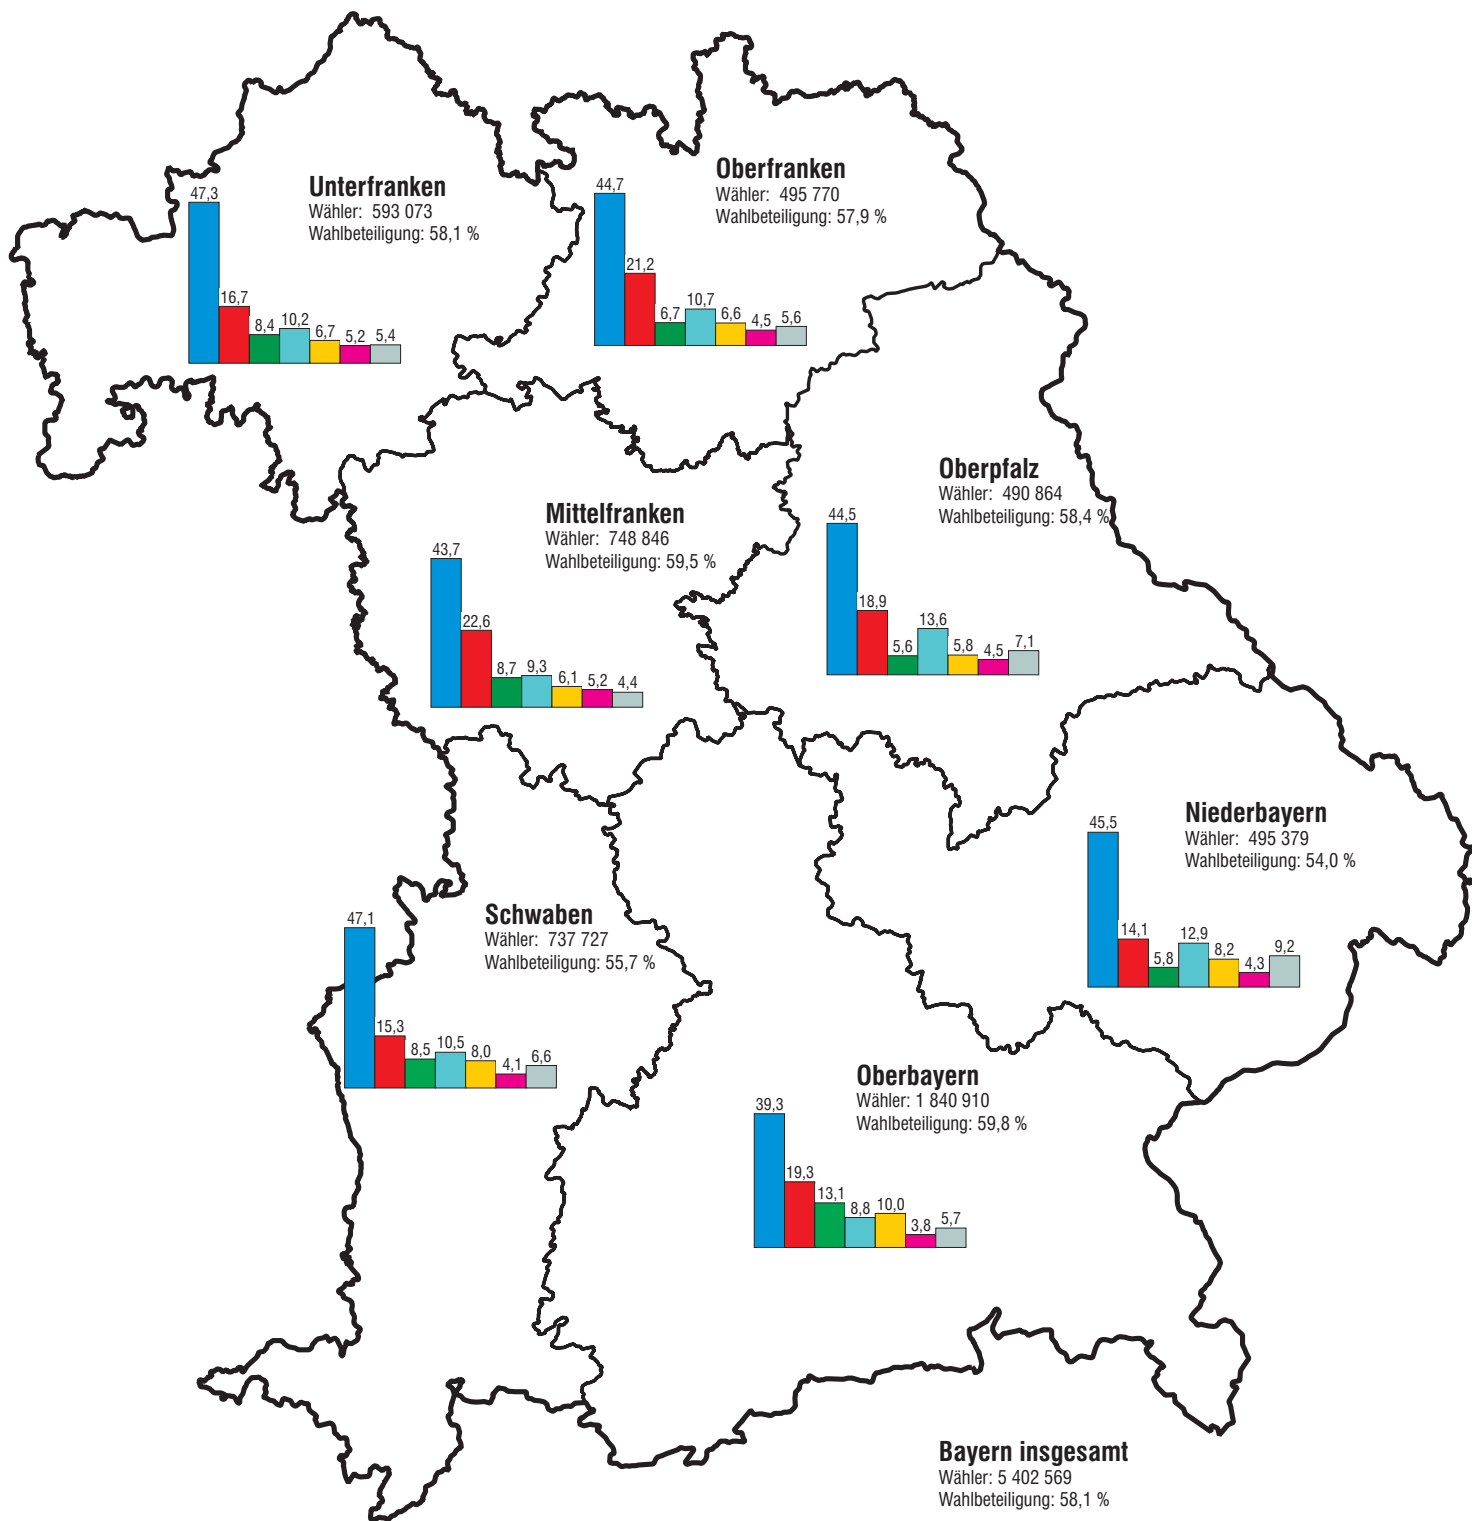 Unterfranken
Wähler: 593 073
Wahlbeteiligung: 58,1 %
47,3
16,7
8,4
10,2
6,7
5,2
5,4
Oberfranken
Wähler: 495 770
Wahlbeteiligung: 57,9 %
44,7
21,2
6,7
10,7
6,6
4,5
5,6
Oberpfalz
Wähler: 490 864
Wahlbeteiligung: 58,4 %
44,5
18,9
5,6
13,6
5,8
4,5
7,1
Mittelfranken
Wähler: 748 846
Wahlbeteiligung: 59,5 %
43,7
22,6
8,7
9,3
6,1
5,2
4,4
Niederbayern
Wähler: 495 379
Wahlbeteiligung: 54,0 %
45,5
14,1
5,8
12,9
8,2
4,3
9,2
Schwaben
Wähler: 737 727
Wahlbeteiligung: 55,7 %
47,1
15,3
8,5
10,5
8,0
4,1
6,6
Oberbayern
Wähler: 1 840 910
Wahlbeteiligung: 59,8 %
39,3
19,3
13,1
8,8
10,0
3,8
5,7
Bayern insgesamt
Wähler: 5 402 569
Wahlbeteiligung: 58,1 %